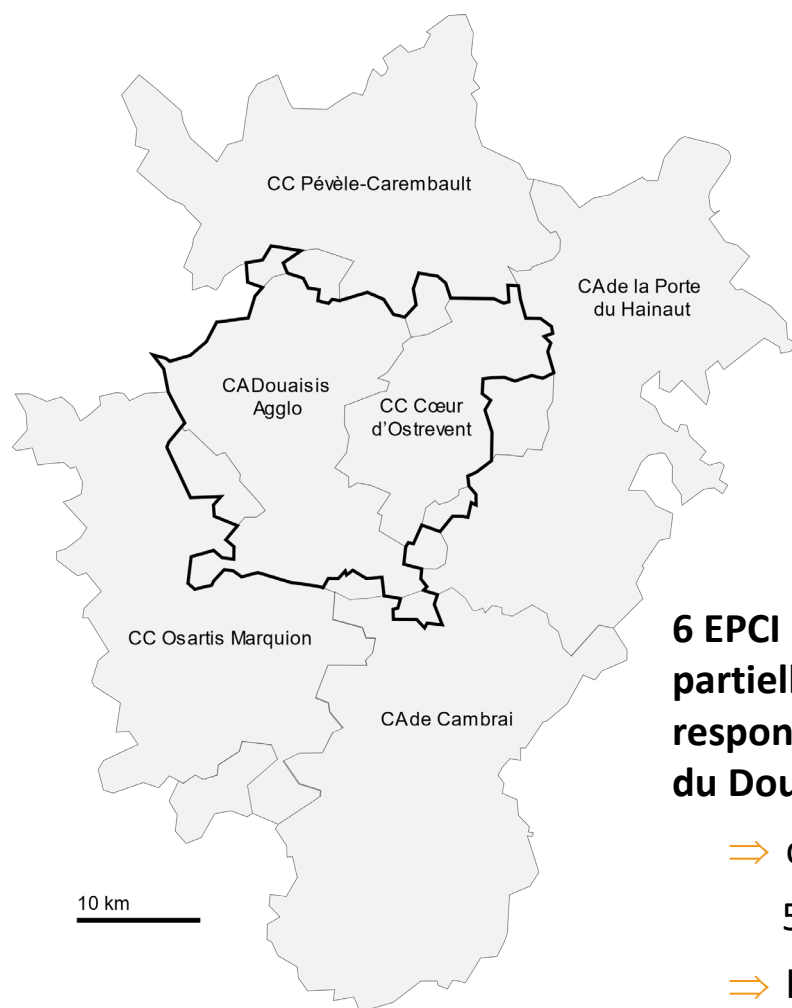 CC Pévèle-Carembault
CA de la Porte
du Hainaut
CA Douaisis
Agglo
CC Cœur
d'Ostrevent
CC Osartis Marquion
CA de Cambrai
10 km
6 EPCI
partiell
respon
du Dou
⇒
5
⇒